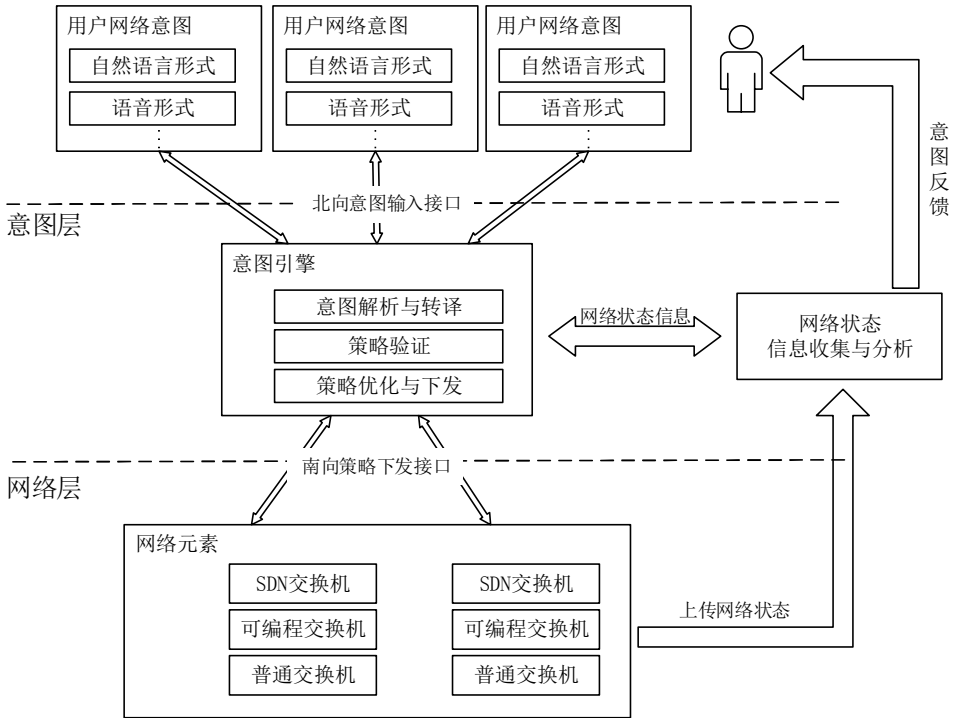 用户网络意图
自然语言形式
语音形式
用户网络意图
自然语言形式
语音形式
用户网络意图
自然语言形式
语音形式
意图反馈
北向意图输入接口
意图层
意图引擎
意图解析与转译
策略验证
策略优化与下发
网络状态信息
网络状态
信息收集与分析
南向策略下发接口
网络层
网络元素
SDN交换机
可编程交换机
普通交换机
SDN交换机
可编程交换机
普通交换机
上传网络状态